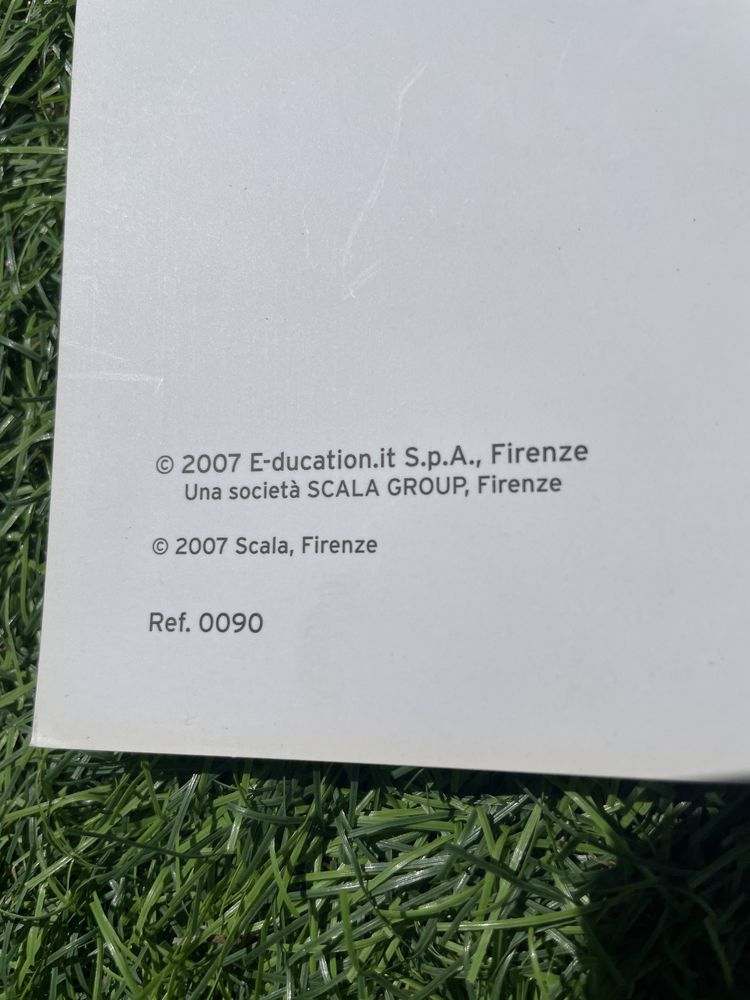 © 2007 E-ducation.it S.p.A., Firenze
Una società SCALA GROUP, Firenze
© 2007 Scala, Firenze
Ref. 0090